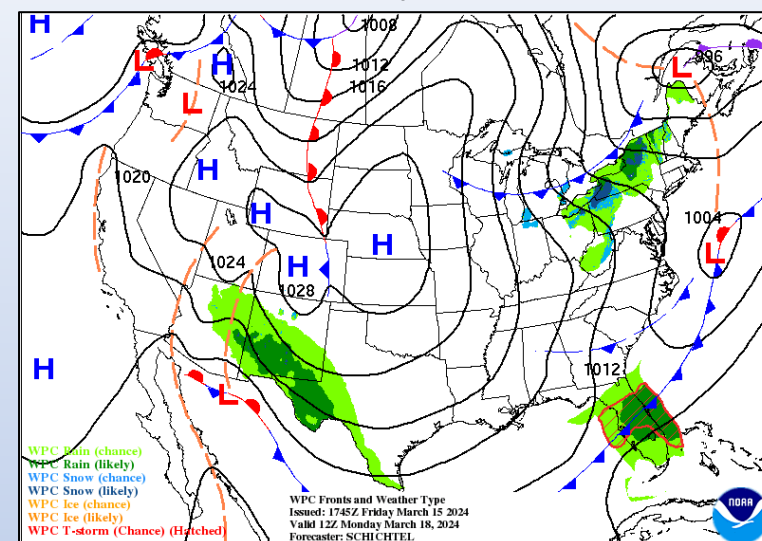 H
1008
L
H
1012
L
996
1024
1016
L
H
1020
H
1004
H
H
L
1024
H
1028
H
1012
L
WPC Rain (chance)
WPC Rain (likely)
WPC Snow (chance)
WPC Snow (likely)
WPC Ice (chance)
WPC Ice (likely)
WPC T-storm (Chance) (Hatched)
WPC Fronts and Weather Type
Issued: 1745Z Friday March 15 2024
Valid 12Z Monday March 18, 2024
Forecaster: SCHICHTEL
NOAA